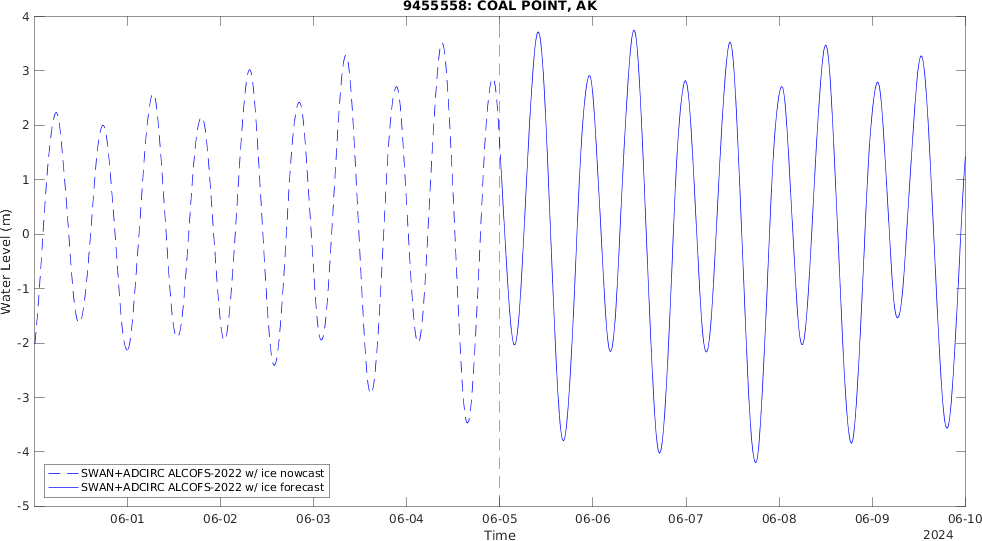 9455558: COAL POINT, AK
4
3
2
1
0
-1
-2
-3
-4
-5
Water Level (m)
SWAN+ADCIRC ALCOFS-2022 w/ ice nowcast
SWAN+ADCIRC ALCOFS-2022 w/ ice forecast
06-01 06-02 06-03 06-04 06-05 06-06 06-07 06-08 06-09 06-10
Time
2024